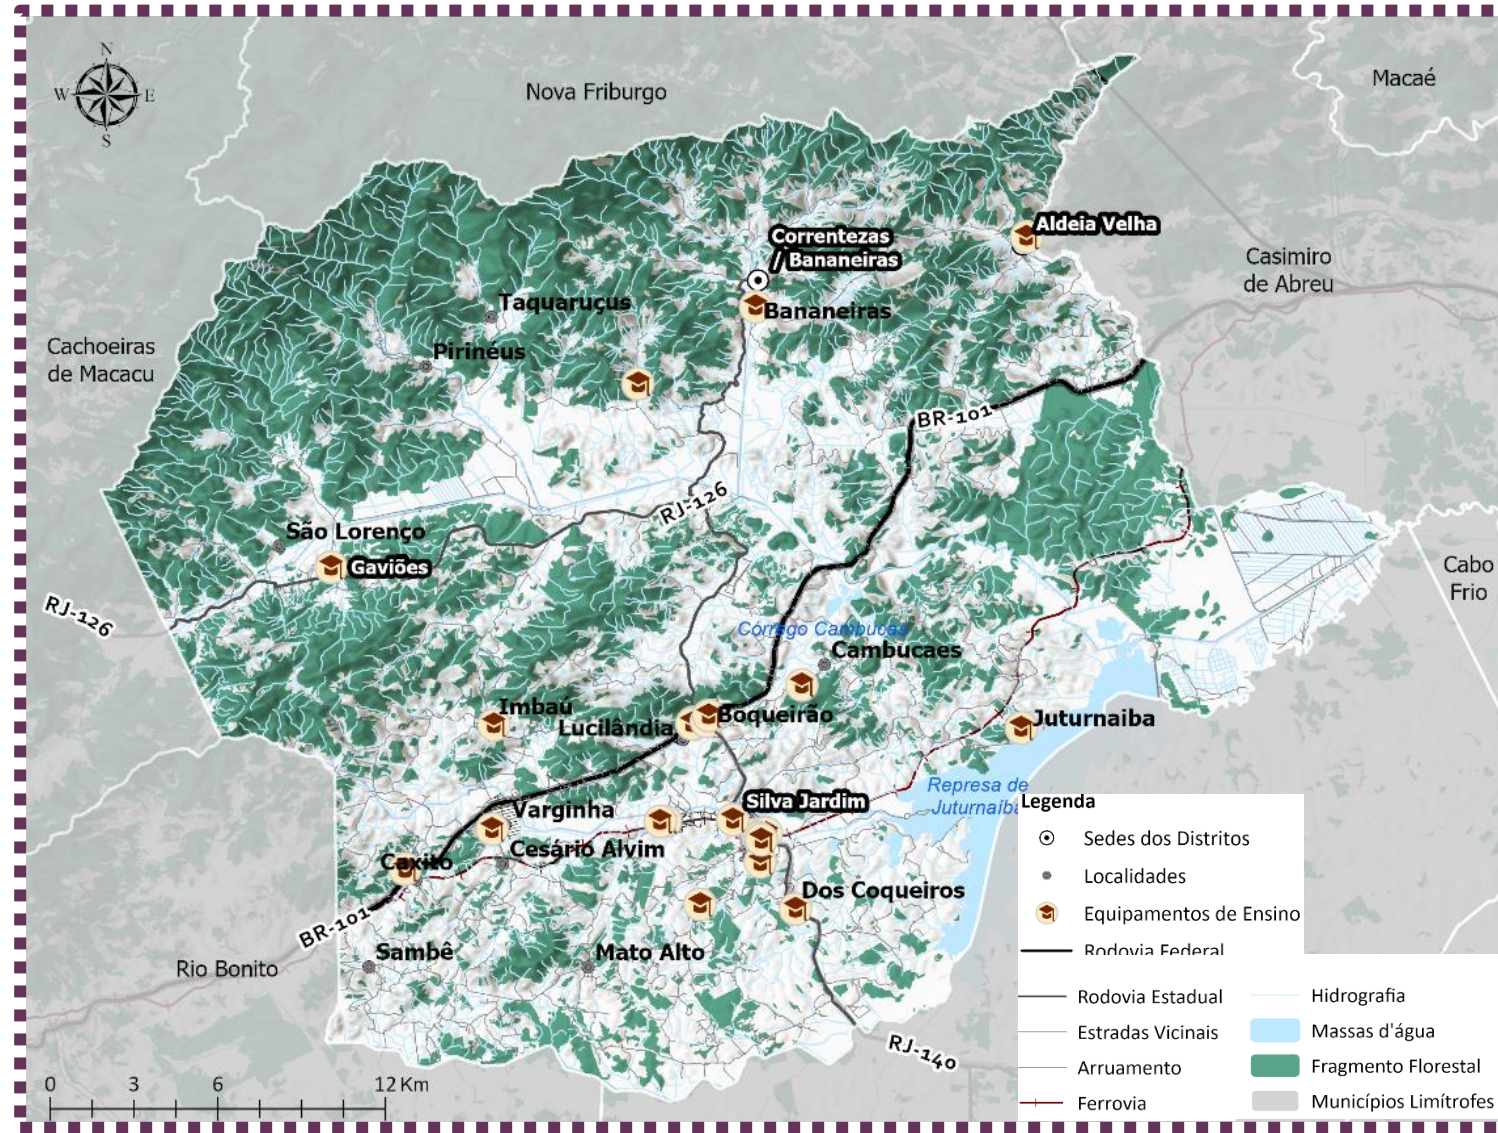 N
W
E
S
Nova Friburgo
Macaé
Aldeia Velha
Correntezas
/ Bananeiras
Casimiro
de Abreu
Taquaruçus
Bananeiras
Cachoeiras
de Macacu
Pirinéus
BR-101
RJ-126
São Lorenço
Gaviões
Cabo
Frio
RJ-126
Córrego Cambucas
Cambucaes
Imbaú
Lucilândia
Boqueirão
Juturnaiba
Represa de
Juturnaíba
Varginha
Silva Jardim
Cesário Alvim
Caxito
Dos Coqueiros
BR-101
Sambê
Mato Alto
Rio Bonito
RJ-140
0 3 6 12 Km
Legenda
Sedes dos Distritos
Localidades
Equipamentos de Ensino
Rodovia Federal
Rodovia Estadual
Estradas Vicinais
Arruamento
Ferrovia
Hidrografia
Massas d'água
Fragmento Florestal
Municípios Limítrofes